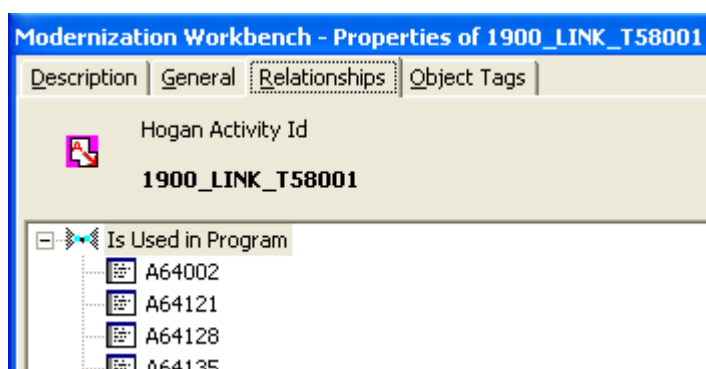 Modernization Workbench - Properties of 1900_LINK_T58001
Description General Relationships Object Tags
Hogan Activity Id
1900_LINK_T58001
Is Used in Program
A64002
A64121
A64128
A64135